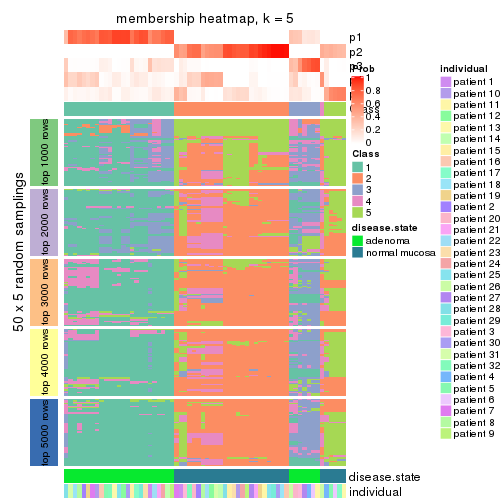 membership heatmap, k = 5
p1
p2
p3
Prob
1
0.8
0.6
0.4
0.2
0
Class
1
2
3
4
5
disease.state
adenoma
normal mucosa
individual
patient 1
patient 10
patient 11
patient 12
patient 13
patient 14
patient 15
patient 16
patient 17
patient 18
patient 19
patient 2
patient 20
patient 21
patient 22
patient 23
patient 24
patient 25
patient 26
patient 27
patient 28
patient 29
patient 3
patient 30
patient 31
patient 32
patient 4
patient 5
patient 6
patient 7
patient 8
patient 9
50 x 5 random samplings
top 1000 rows
top 2000 rows
top 3000 rows
top 4000 rows
top 5000 rows
disease.state
individual